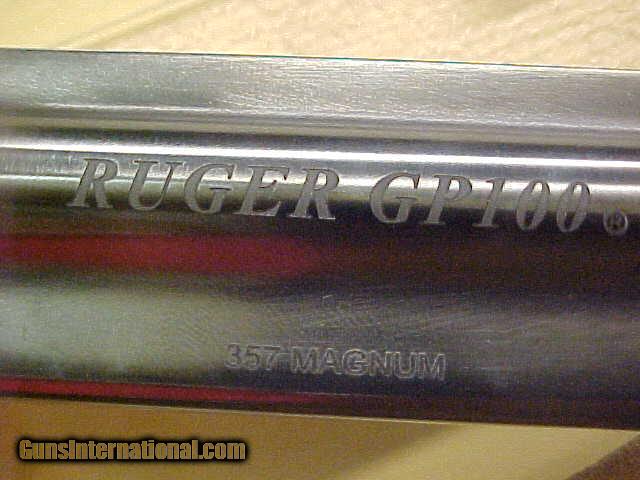 RUGER GP100®
357 MAGNUM
GunsInternational.com